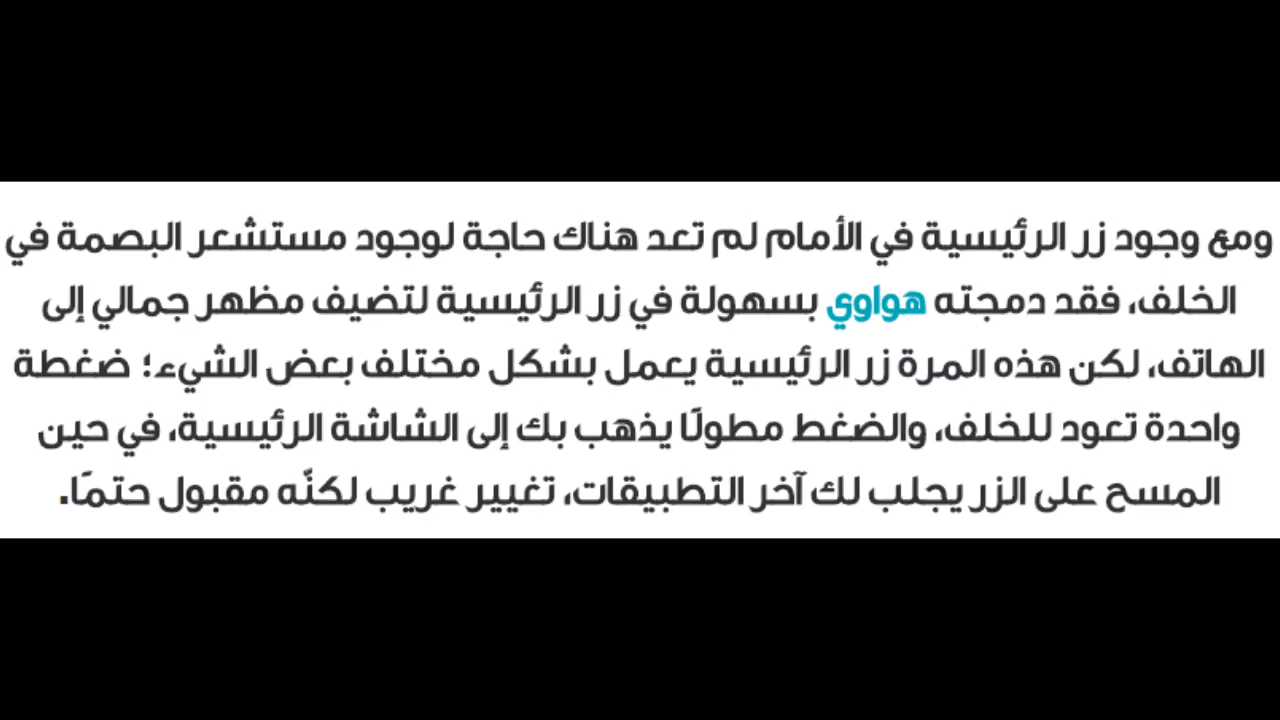 ومع وجود زر الرئيسية في الأمام لم تعد هناك حاجة لوجود مستشعر البصمة في
الخلف، فقد دمجته هواوي بسهولة في زر الرئيسية لتضيف مظهر جمالي إلى
الهاتف، لكن هذه المرة زر الرئيسية يعمل بشكل مختلف بعض الشيء؛ ضغطة
واحدة تعود للخلف، والضغط مطولًا يذهب بك إلى الشاشة الرئيسية، في حين
المسح على الزر يجلب لك آخر التطبيقات، تغيير غريب لكنّه مقبول حتمًا.